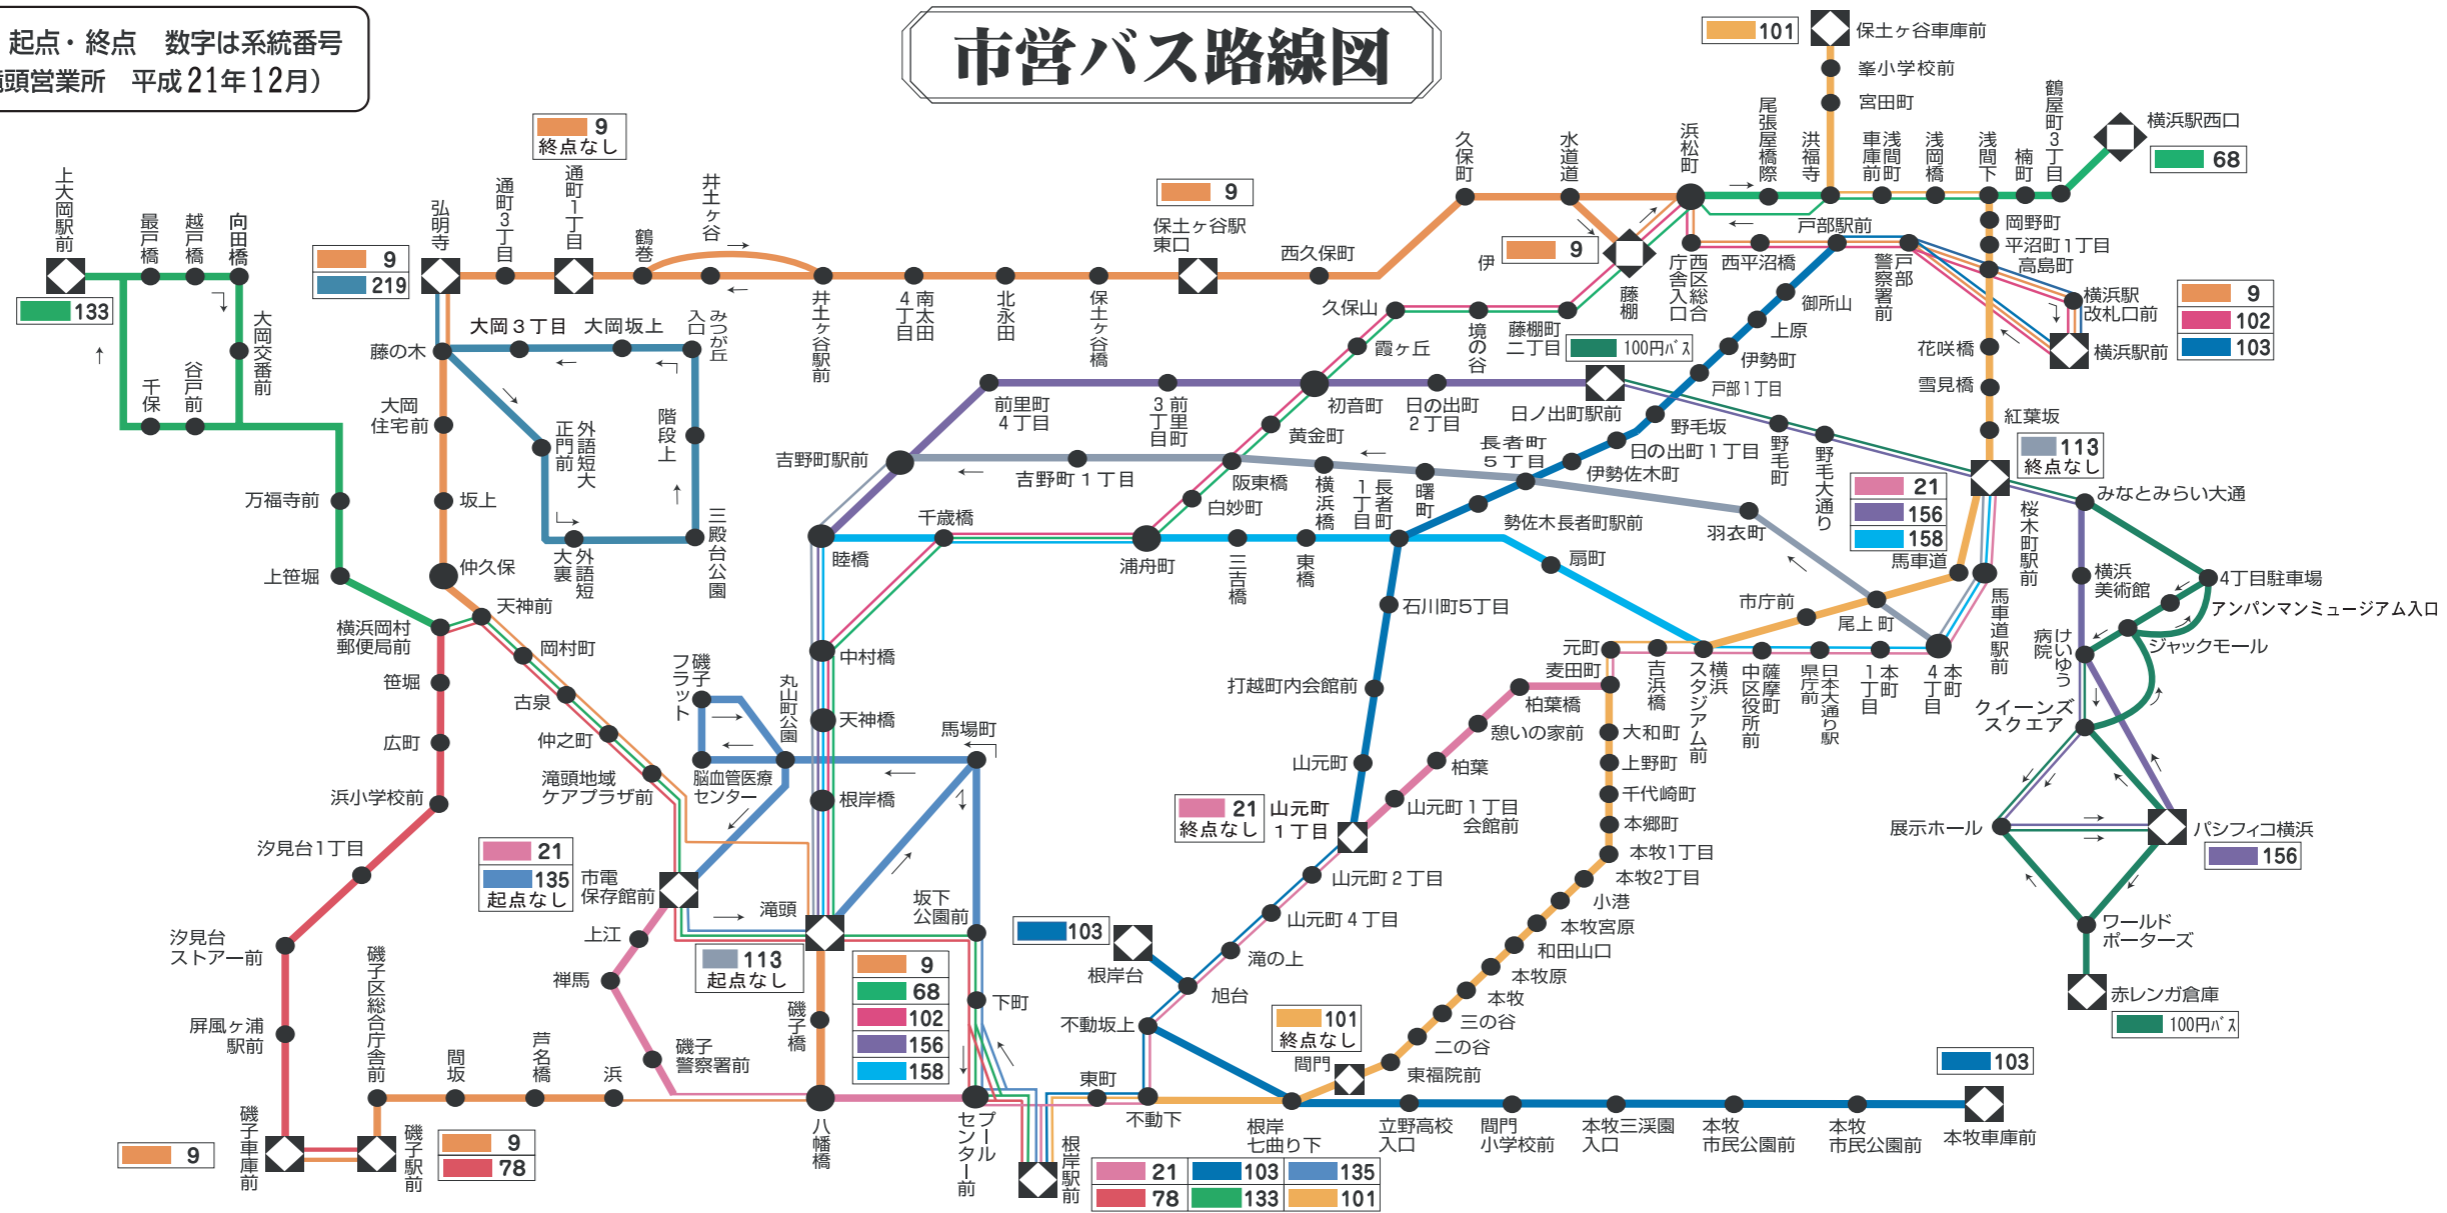 起点・終点　数字は系統番号
滝頭営業所　平成21年12月）
市営バス路線図
101
保土ヶ谷車庫前
峯小学校前
宮田町
鶴屋町3丁目
横浜駅西口
68
9
終点なし
上大岡駅前
最戸橋
越戸橋
向田橋
弘明寺
通町3丁目
通町1丁目
鶴巻
井土ヶ谷
9
219
133
9
保土ヶ谷駅
東口
西久保町
久保町
水道道
浜松町
尾張屋橋際
洪福寺
浅間町
車庫前
浅岡橋
浅間下
楠町
岡野町
平沼町1丁目
高島町
戸部駅前
西平沼橋
西区総合
庁舎入口
戸部
警察署前
横浜駅
改札口前
横浜駅前
9
102
103
伊
9
藤棚
井土ヶ谷駅前
南太田
4丁目
北永田
保土ヶ谷橋
大岡交番前
谷戸前
千保
藤の木
大岡３丁目
大岡坂上
みつが丘
入口
大岡
住宅前
外語短大
正門前
階段上
三殿台公園
外語短
大裏
坂上
万福寺前
上笹堀
仲久保
天神前
横浜岡村
郵便局前
岡村町
古泉
仲之町
滝頭地域
ケアプラザ前
笹堀
広町
浜小学校前
汐見台1丁目
汐見台
ストアー前
屏風ヶ浦
駅前
磯子車庫前
磯子駅前
9
9
78
磯子区総合庁舎前
間坂
芦名橋
浜
久保山
霞ヶ丘
境の谷
藤棚町
二丁目
100円バス
御所山
上原
伊勢町
戸部1丁目
野毛坂
日の出町1丁目
伊勢佐木町
長者町
5丁目
前里町
4丁目
前里町
3丁目
初音町
日の出町
2丁目
日ノ出町駅前
黄金町
吉野町駅前
吉野町１丁目
阪東橋
横浜橋
長者町
1丁目
曙町
白妙町
勢佐木長者町駅前
羽衣町
扇町
千歳橋
睦橋
浦舟町
三吉橋
東橋
石川町5丁目
打越町内会館前
山元町
中村橋
天神橋
根岸橋
磯子
フラット
丸山町公園
脳血管医療
センター
馬場町
21
135
起点なし
市電
保存館前
滝頭
坂下
公園前
113
起点なし
上江
禅馬
磯子
警察署前
磯子橋
9
68
102
156
158
下町
八幡橋
プール
センター前
根岸駅前
東町
不動下
21
103
135
78
133
101
103
根岸台
旭台
不動坂上
滝の上
山元町４丁目
山元町２丁目
21
終点なし
山元町
１丁目
山元町１丁目
会館前
柏葉
憩いの家前
柏葉橋
麦田町
元町
吉浜橋
横浜
スタジアム前
薩摩町
中区役所前
日本大通り駅
県庁前
本町
1丁目
本町
4丁目
大和町
上野町
千代崎町
本郷町
本牧1丁目
本牧2丁目
小港
本牧宮原
和田山口
本牧原
本牧
三の谷
二の谷
東福院前
101
終点なし
間門
根岸
七曲り下
立野高校
入口
間門
小学校前
本牧三渓園
入口
本牧
市民公園前
本牧
市民公園前
本牧車庫前
103
花咲橋
雪見橋
紅葉坂
113
終点なし
野毛町
野毛大通り
21
156
158
桜木町駅前
馬車道
市庁前
尾上町
馬車道駅前
みなとみらい大通
横浜
美術館
4丁目駐車場
アンパンマンミュージアム入口
けいゆう
病院
ジャックモール
クイーンズ
スクエア
展示ホール
パシフィコ横浜
156
ワールド
ポーターズ
赤レンガ倉庫
100円バス